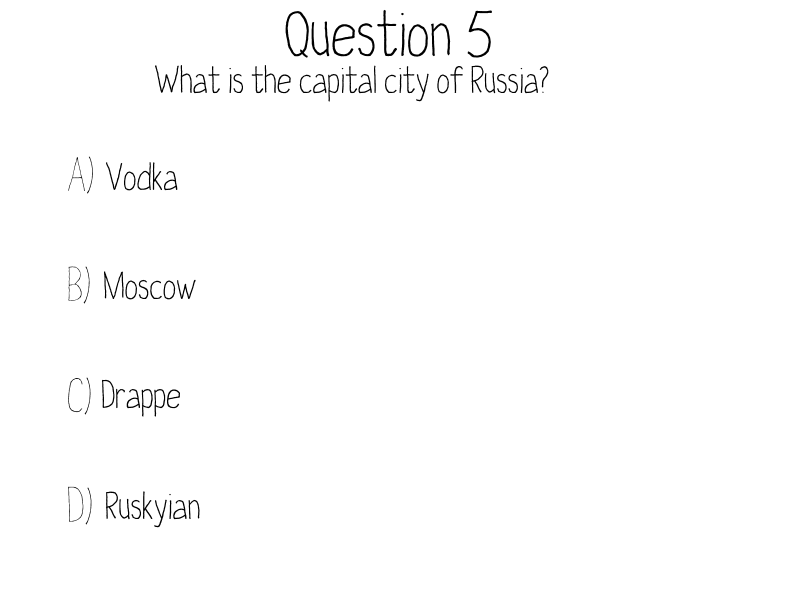 Question 5
What is the capital city of Russia?
A) Vodka
B) Moscow
C) Drappe
D) Ruskyian